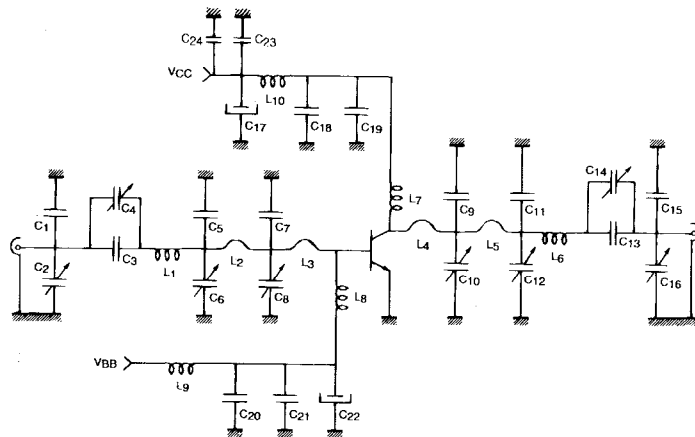 C24 C23
VCC
L10
C17 C18 C19
C14
L7
C1 C4 C5 C7 C9 C11 C15
C2 C3 L1 L2 L3 L4 L5 L6 C13
C6 C8 C10 C12 C16
L8
VBB
L9
C20 C21 C22